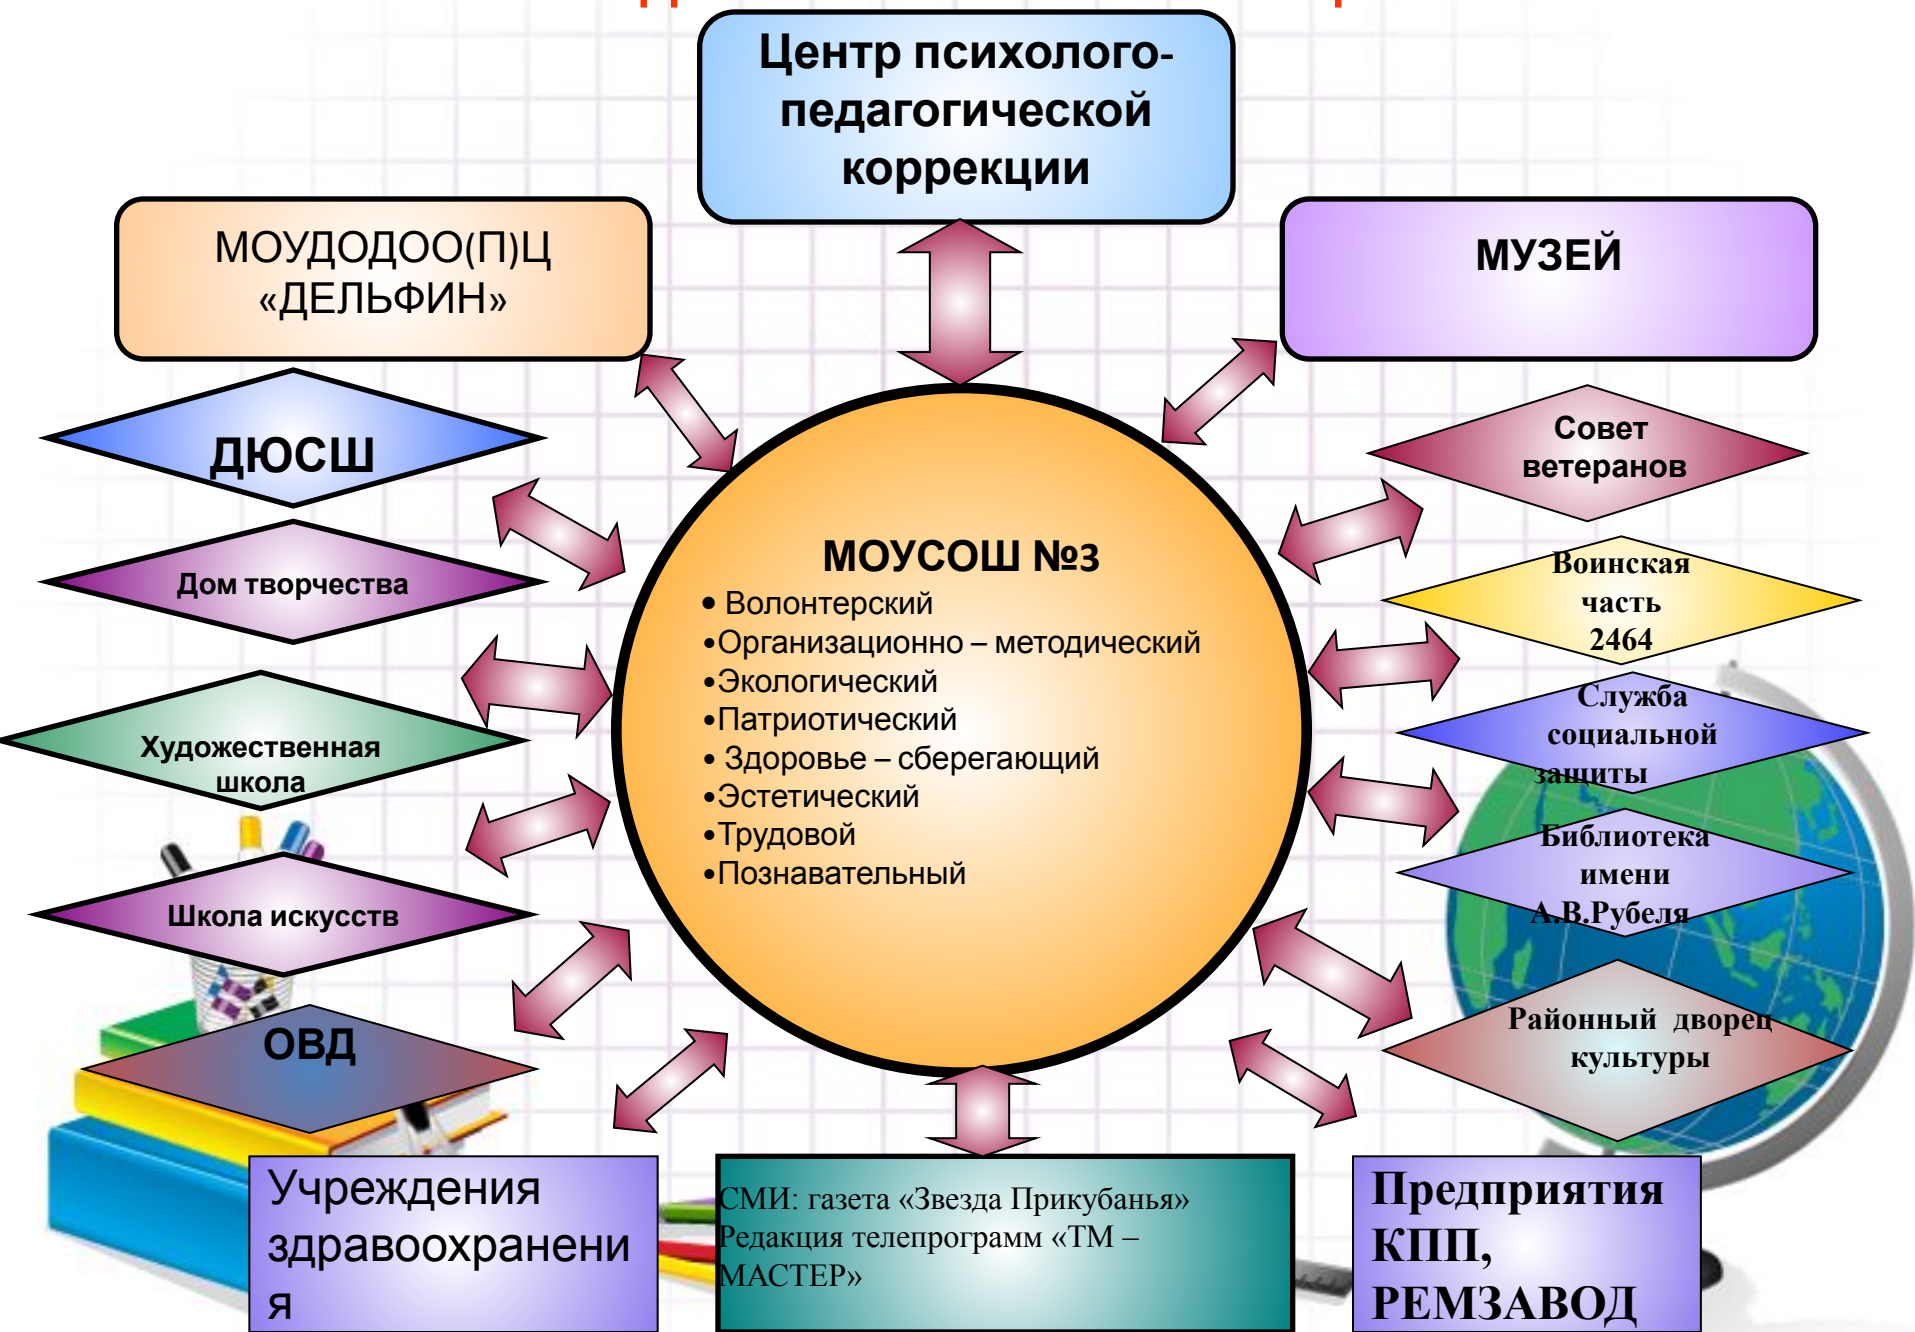 Центр психолого-
педагогической
коррекции
МОУДОДОО(П)Ц
«ДЕЛЬФИН»
МУЗЕЙ
ДЮСШ
Дом творчества
Художественная
школа
Школа искусств
ОВД
МОУСОШ №3
• Волонтерский
•Организационно – методический
•Экологический
•Патриотический
• Здоровье – сберегающий
•Эстетический
•Трудовой
•Познавательный
Совет
ветеранов
Воинская
часть
2464
Служба
социальной
защиты
Библиотека
имени
А.В.Рубеля
Районный дворец
культуры
Учреждения
здравоохранени
я
СМИ: газета «Звезда Прикубанья»
Редакция телепрограмм «ТМ –
МАСТЕР»
Предприятия
КПП,
РЕМЗАВОД